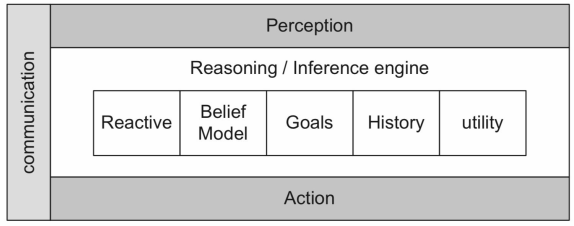 communication
Perception
Reasoning / Inference engine
Reactive
Belief
Model
Goals
History
utility
Action